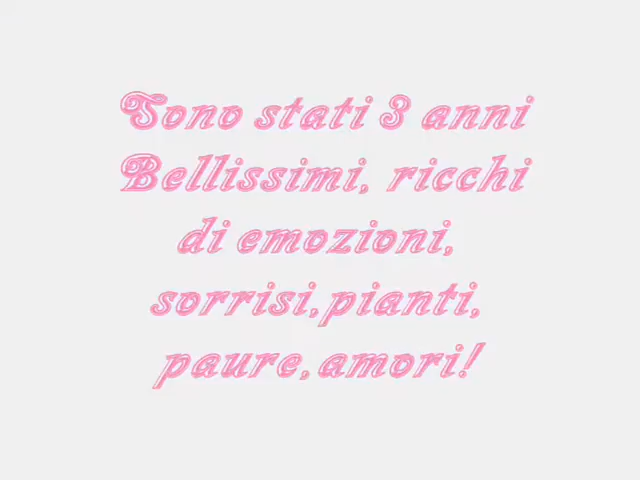 Sono stati 3 anni
Bellissimi, ricchi
di emozioni,
sorrisi,pianti,
paure,amori!